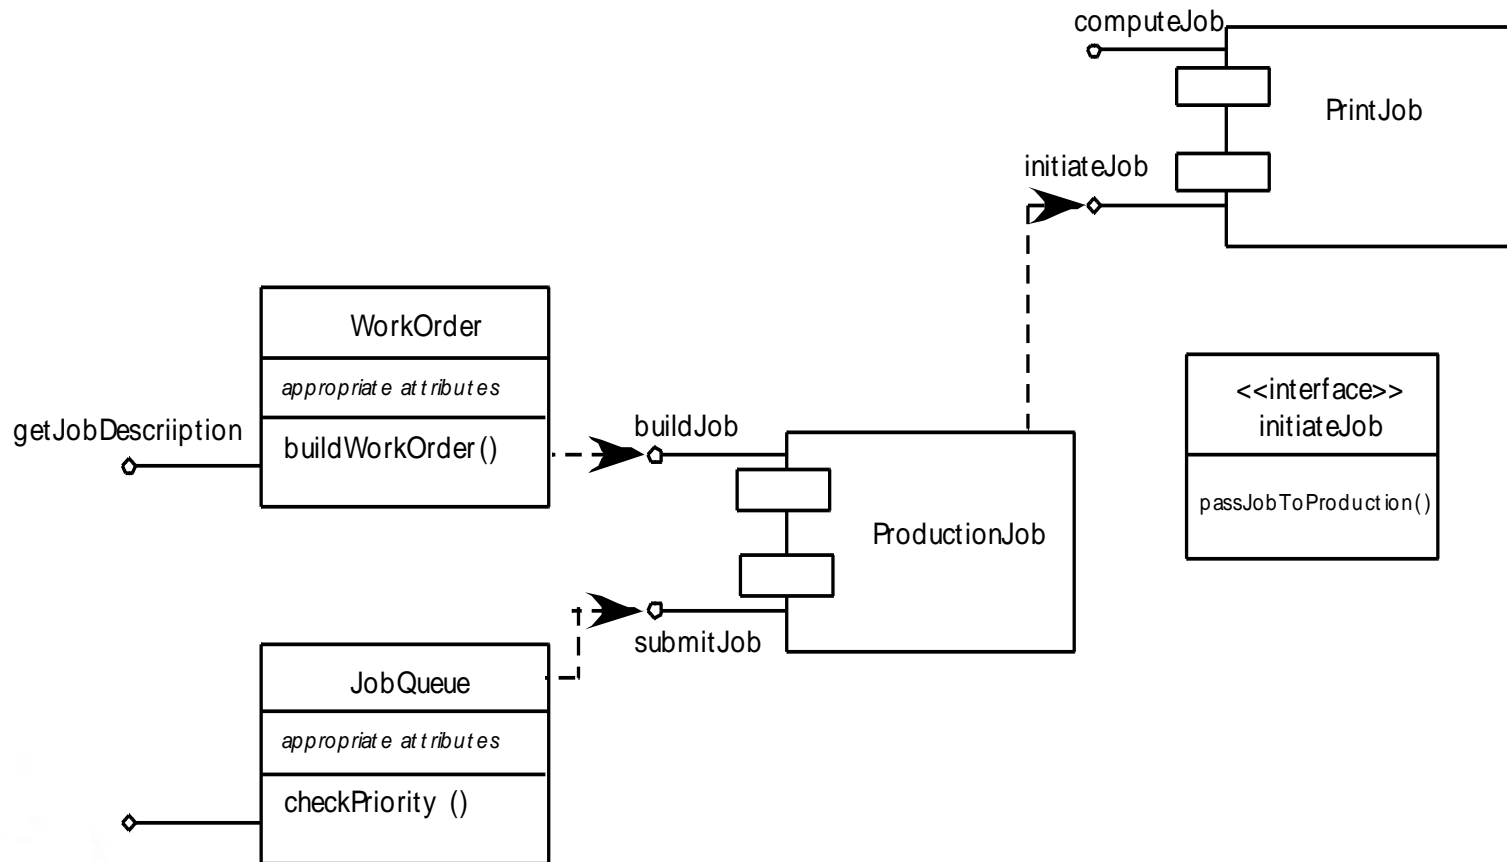 computeJob
PrintJob
initiateJob
WorkOrder
appropriate attributes
buildWorkOrder()
getJobDescriiption
buildJob
<<interface>>
initiateJob
passJobToProduction()
ProductionJob
submitJob
JobQueue
appropriate attributes
checkPriority ()